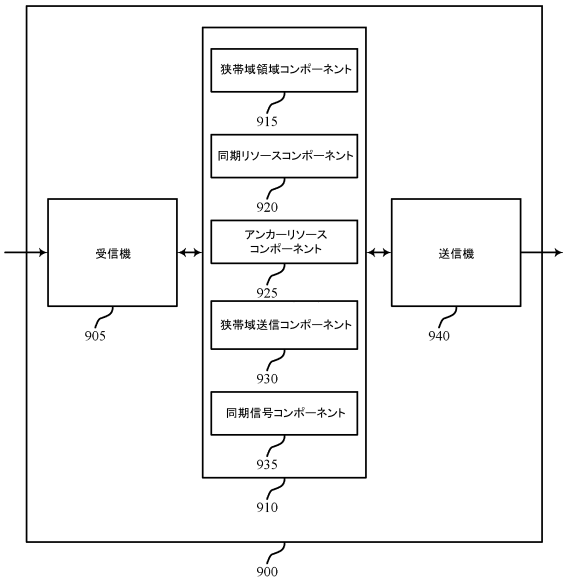 狭帯域領域コンポーネント
915
同期リソースコンポーネント
920
受信機
905
アンカーリソース
コンポーネント
925
送信機
940
狭帯域送信コンポーネント
930
同期信号コンポーネント
935
910
900